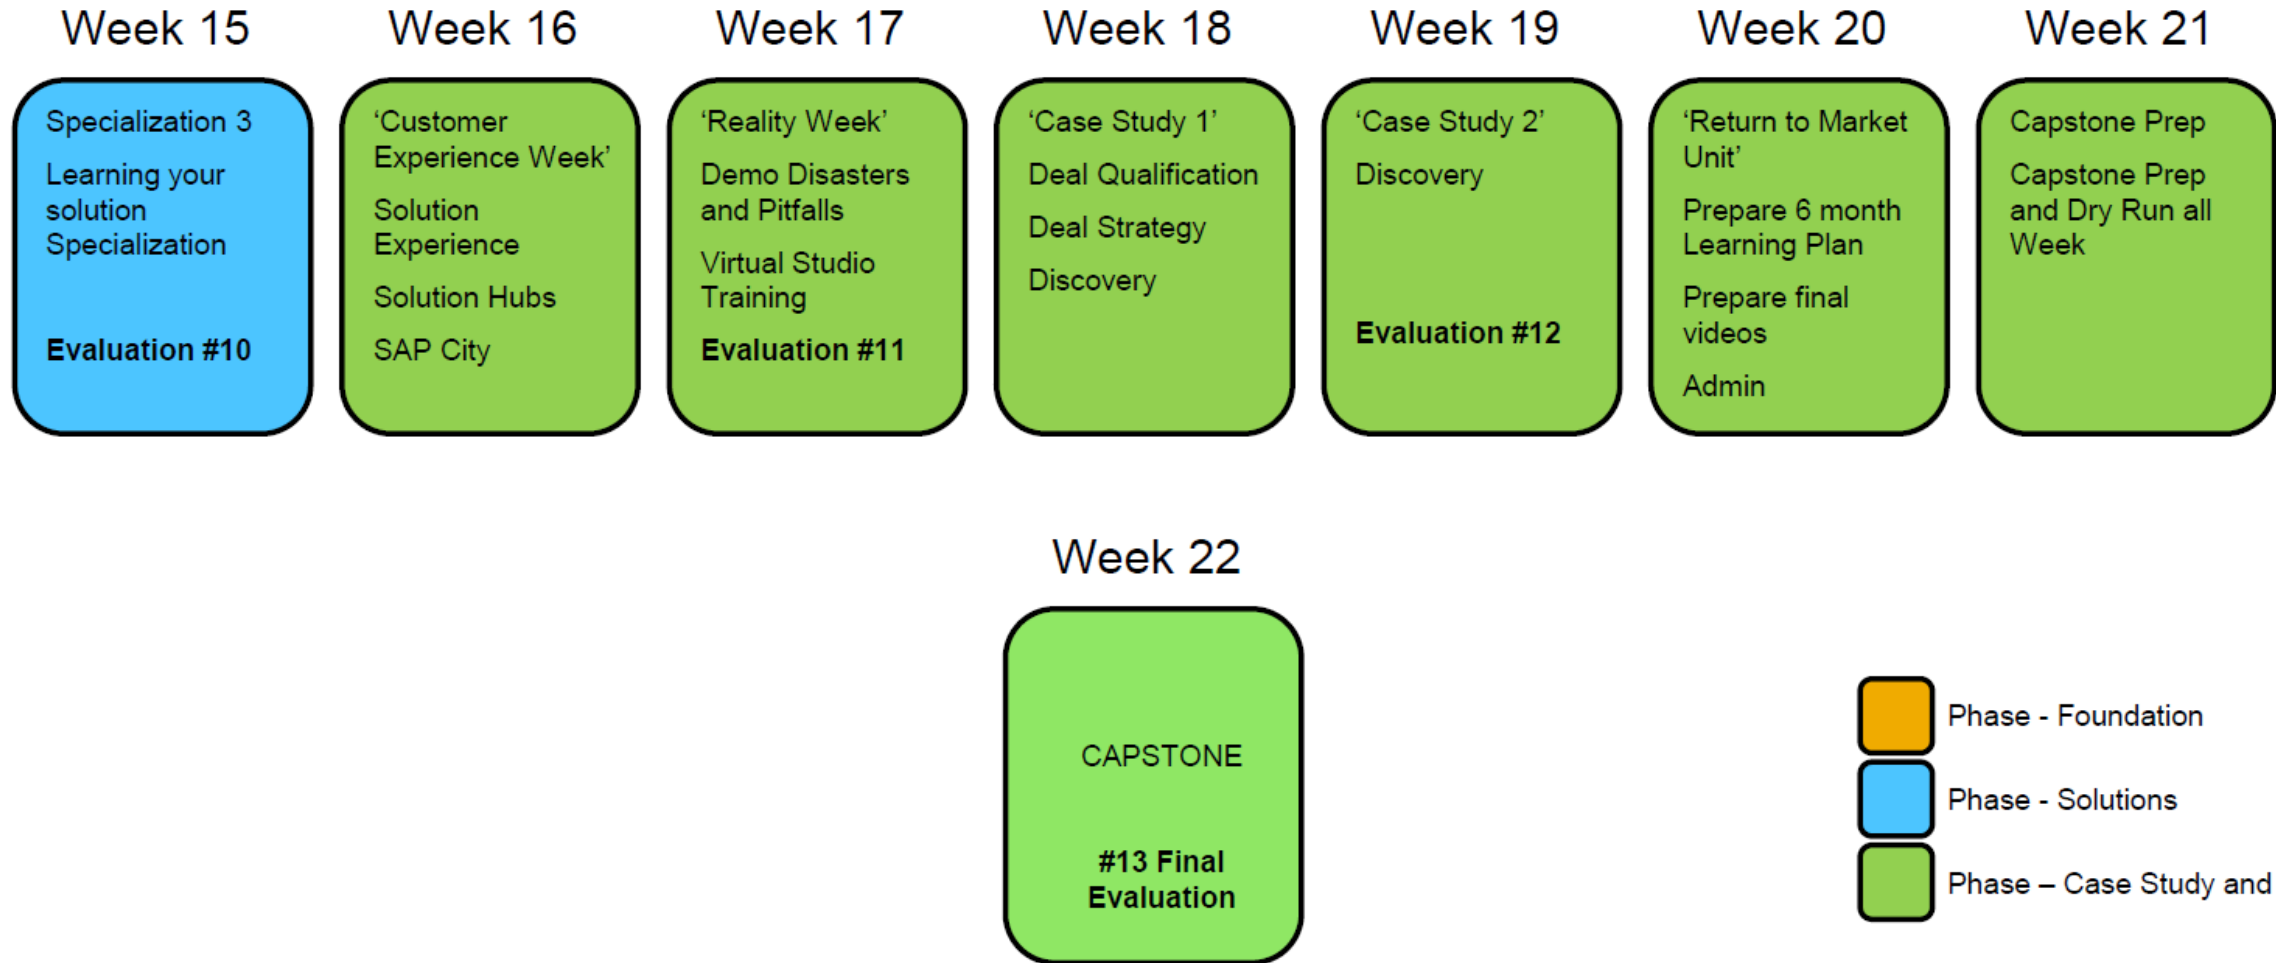 Week 15
Week 16
Week 17
Week 18
Week 19
Week 20
Week 21
Specialization 3
Learning your
solution
Specialization
Evaluation #10
‘Customer
Experience Week’
Solution
Experience
Solution Hubs
SAP City
‘Reality Week’
Demo Disasters
and Pitfalls
Virtual Studio
Training
Evaluation #11
‘Case Study 1’
Deal Qualification
Deal Strategy
Discovery
‘Case Study 2’
Discovery
Evaluation #12
‘Return to Market
Unit’
Prepare 6 month
Learning Plan
Prepare final
videos
Admin
Capstone Prep
Capstone Prep
and Dry Run all
Week
Week 22
CAPSTONE
#13 Final
Evaluation
Phase - Foundation
Phase - Solutions
Phase – Case Study and